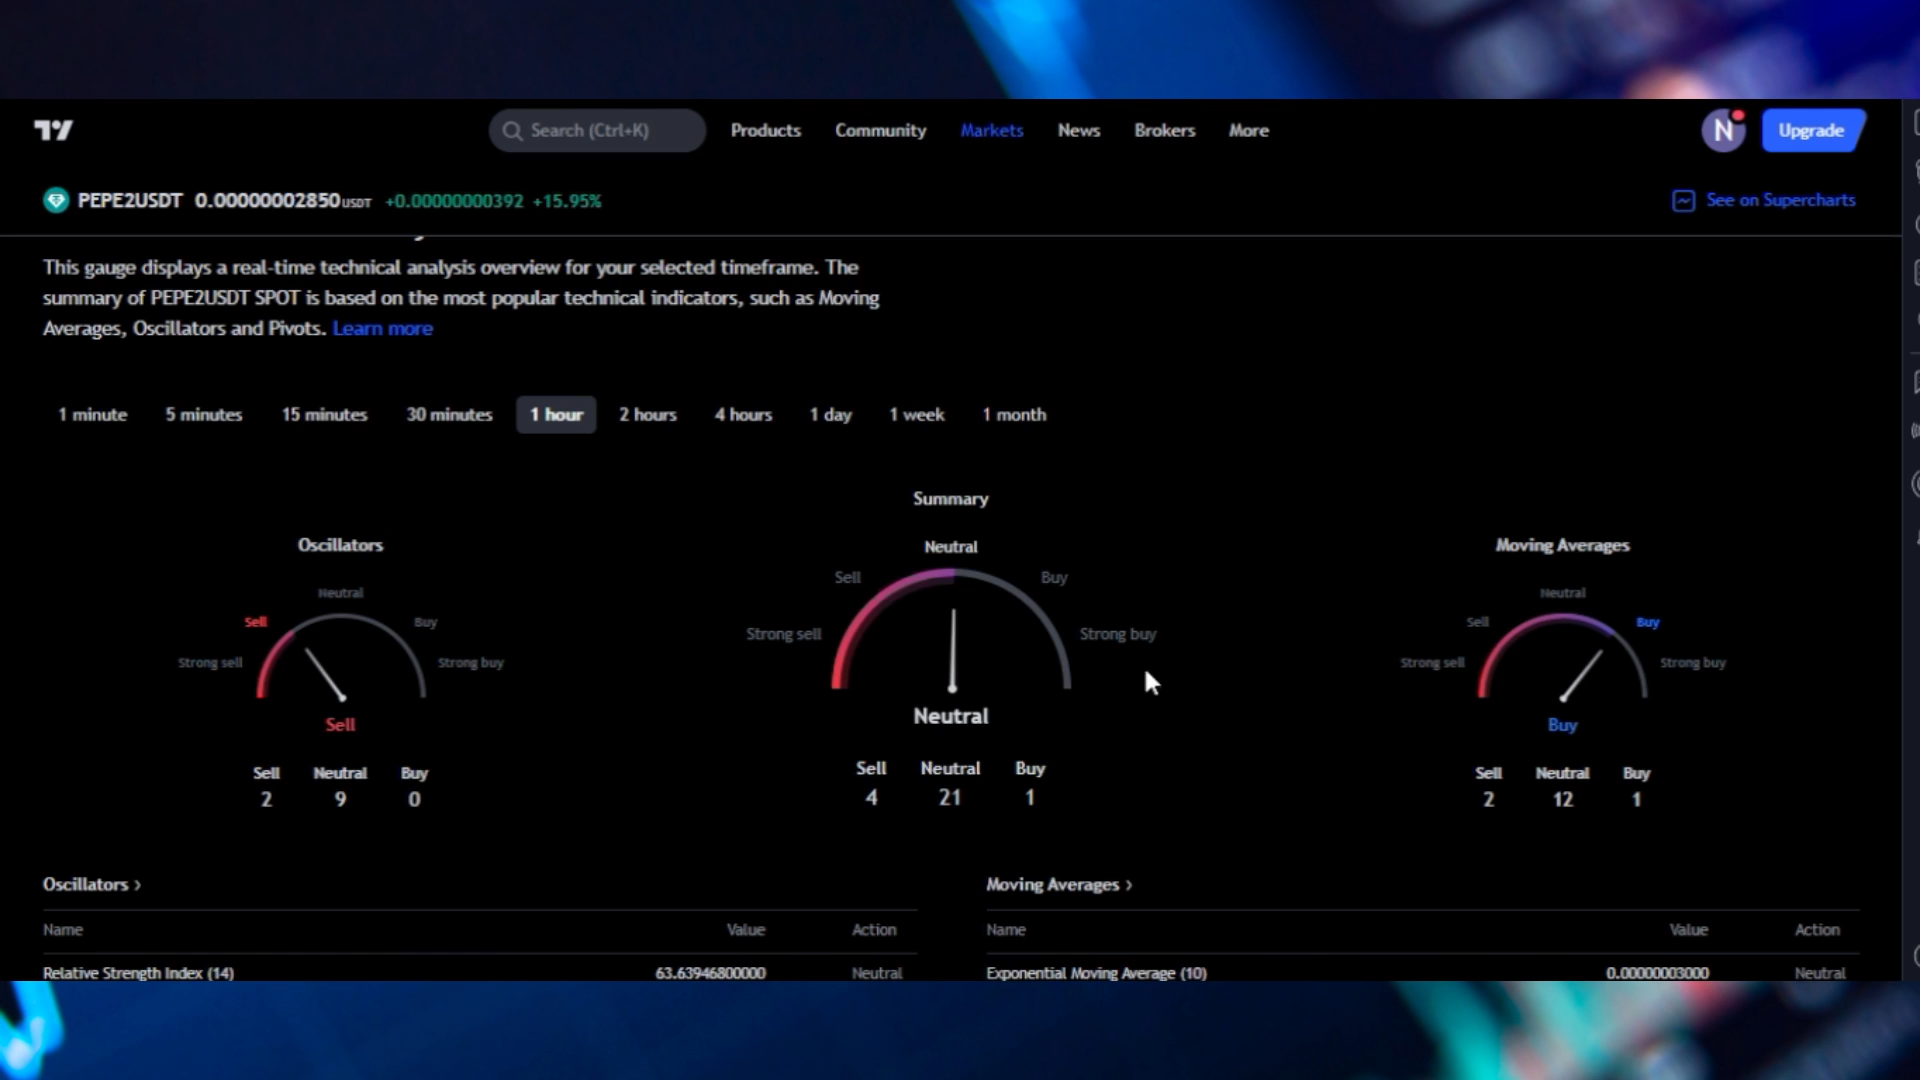 TV
Search (Ctrl+K)
Products
Community
Markets
News
Brokers
More
N
Upgrade
PEPE2USDT 0.00000002850 USDT +0.00000000392 +15.95%
See on Supercharts
This gauge displays a real-time technical analysis overview for your selected timeframe. The
summary of PEPE2USDT SPOT is based on the most popular technical indicators, such as Moving
Averages, Oscillators and Pivots. Learn more
1 minute 5 minutes 15 minutes 30 minutes 1 hour 2 hours 4 hours 1 day 1 week 1 month
Oscillators
Neutral
Sell
Buy
Strong sell
Strong buy
Sell
Sell Neutral Buy
2 9 0
Summary
Neutral
Sell
Buy
Strong sell
Strong buy
Neutral
Sell Neutral Buy
4 21 1
Moving Averages
Neutral
Sell
Buy
Strong sell
Strong buy
Buy
Sell Neutral Buy
2 12 1
Oscillators >
Name Value Action
Relative Strength Index (14) 63.63946800000 Neutral
Moving Averages >
Name Value Action
Exponential Moving Average (10) 0.00000003000 Neutral